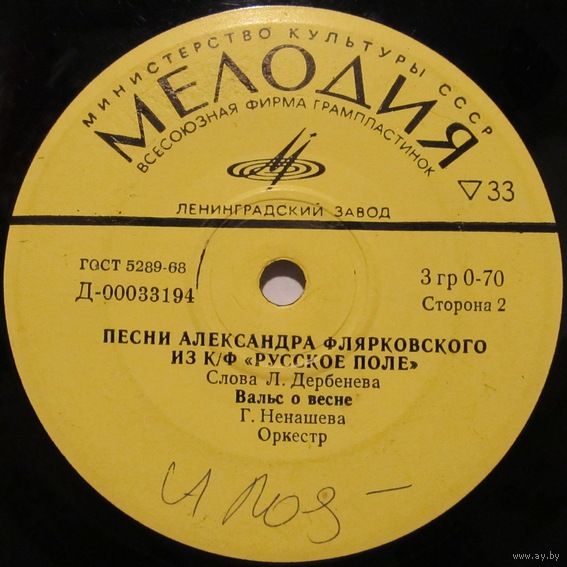 МИНИСТЕРСТВО КУЛЬТУРЫ СССР
МЕЛОДИЯ
ВСЕСОЮЗНАЯ ФИРМА ГРАМПЛАСТИНОК
▽33
ЛЕНИНГРАДСКИЙ ЗАВОД
ГОСТ 5289-68
Д-00033194
3 гр 0-70
Сторона 2
ПЕСНИ АЛЕКСАНДРА ФЛЯРКОВСКОГО
ИЗ К/Ф «РУССКОЕ ПОЛЕ»
Слова Л. Дербенева
Вальс о весне
Г. Ненашева
Оркестр
www.ay.by